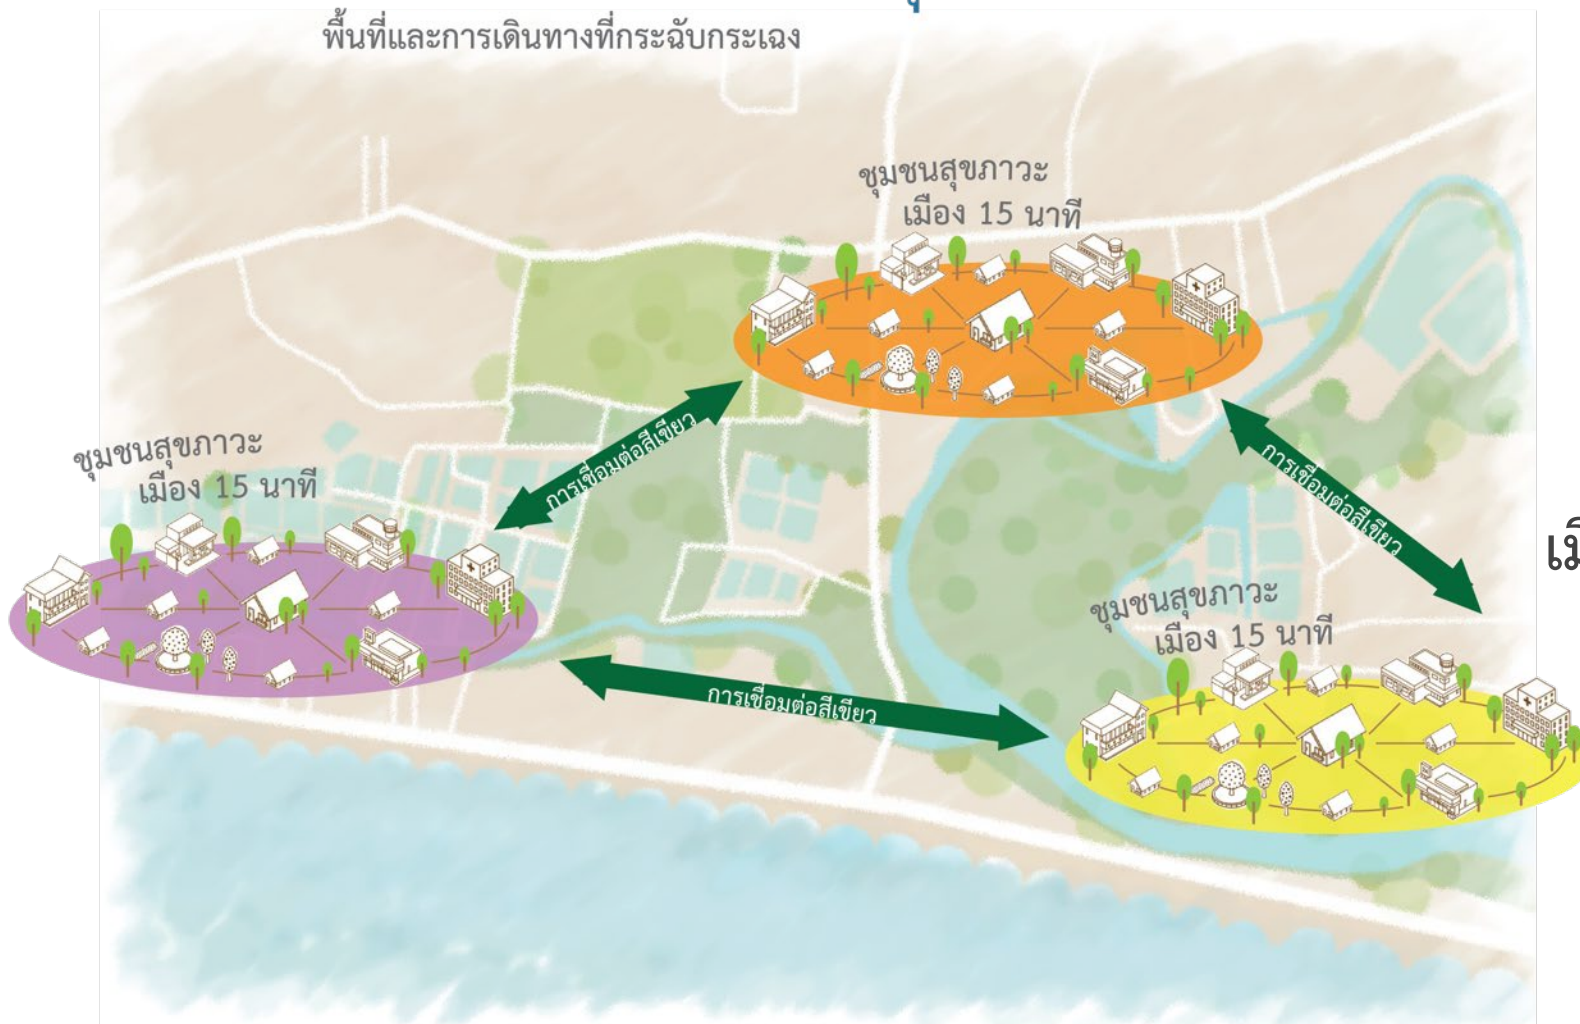 พื้นที่และการเดินทางที่กระฉับกระเฉง
ชุมชนสุขภาวะ
เมือง 15 นาที
การเชื่อมต่อสีเขียว
การเชื่อมต่อสีเขียว
ชุมชนสุขภาวะ
เมือง 15 นาที
ชุมชนสุขภาวะ
เมือง 15 นาที
การเชื่อมต่อสีเขียว